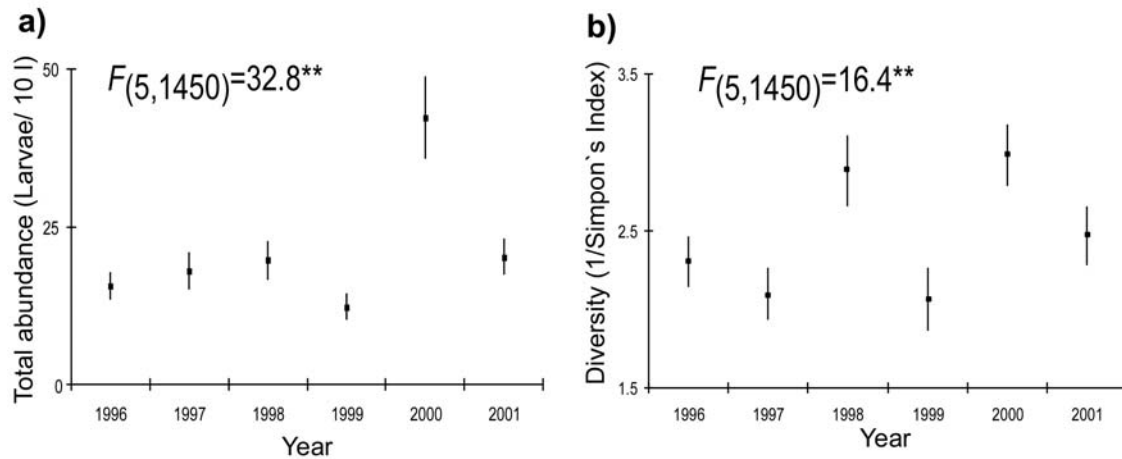 a)
Total abundance (Larvae/ 10 l)
F(5,1450)=32.8**
50
25
0
1996 1997 1998 1999 2000 2001
Year
b)
Diversity (1/Simpon`s Index)
F(5,1450)=16.4**
3.5
2.5
1.5
1996 1997 1998 1999 2000 2001
Year